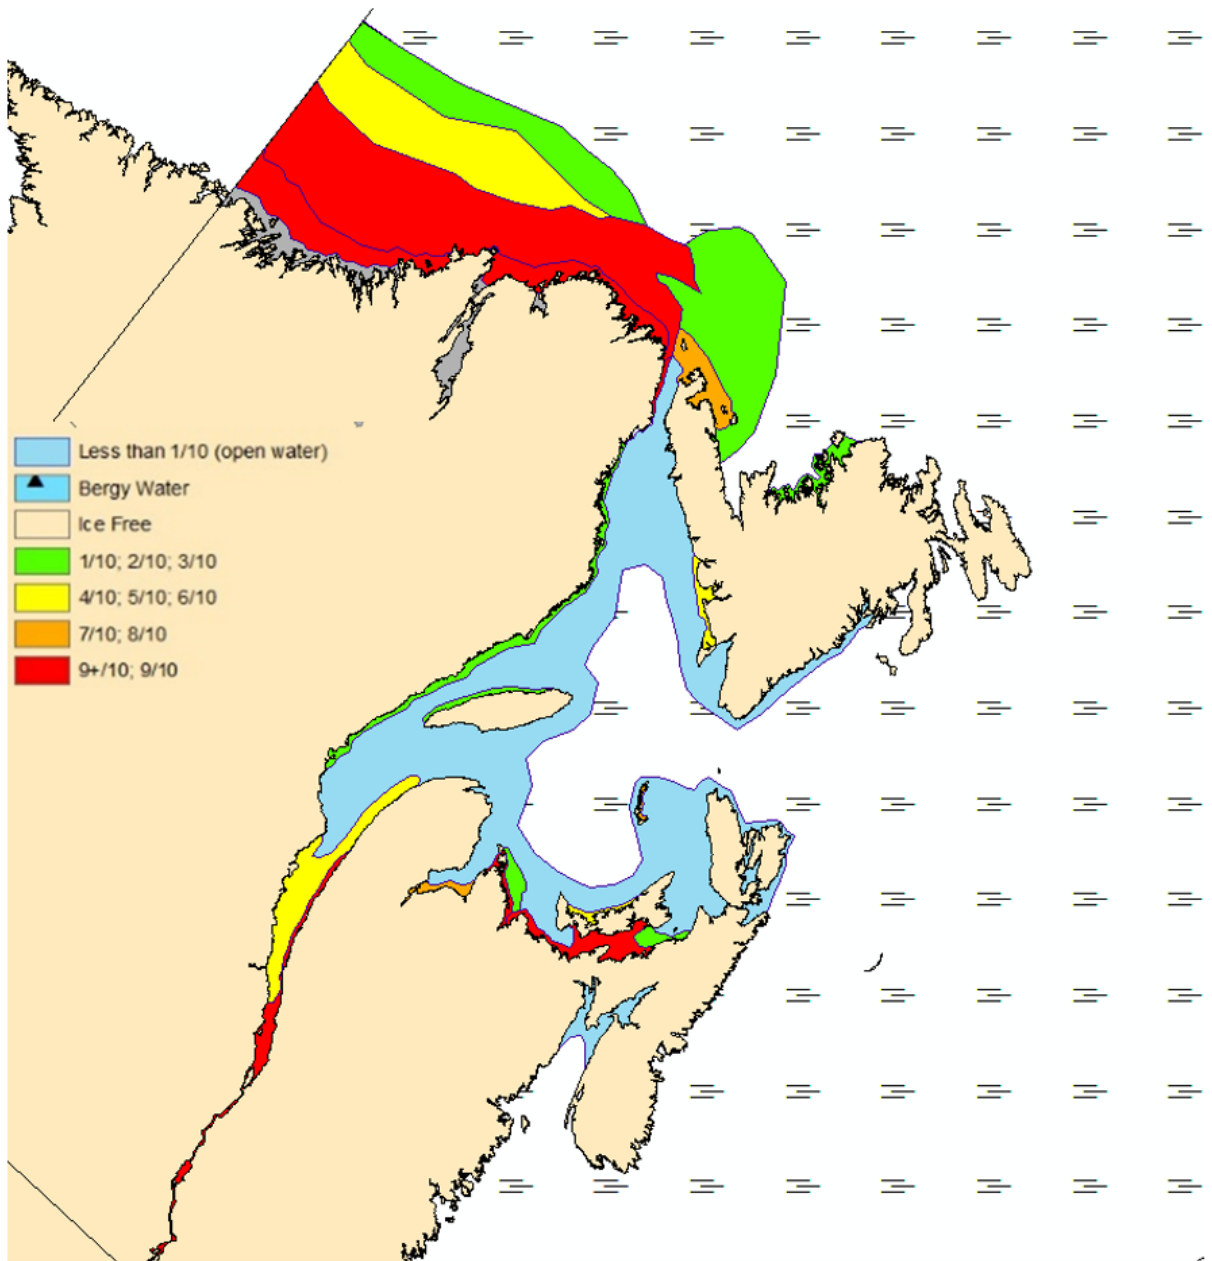 Less than 1/10 (open water)
Bergy Water
Ice Free
1/10; 2/10; 3/10
4/10; 5/10; 6/10
7/10; 8/10
9+/10; 9/10